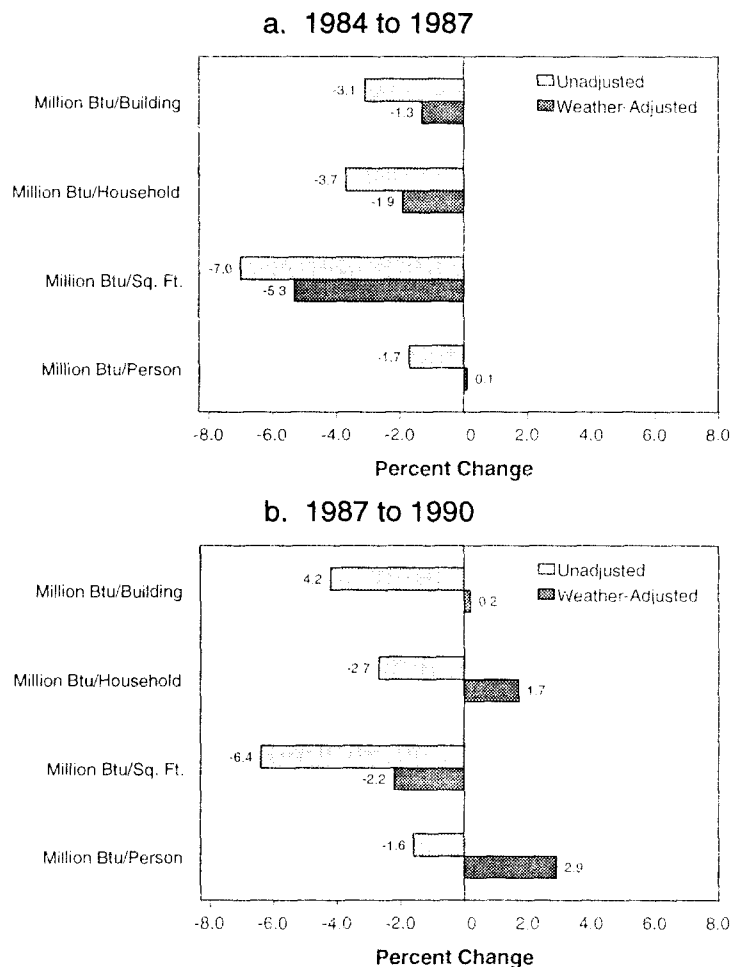 a. 1984 to 1987
Unadjusted
Weather-Adjusted
Million Btu/Building
-3.1
-1.3
Million Btu/Household
-3.7
-1.9
Million Btu/Sq. Ft.
-7.0
-5.3
Million Btu/Person
-1.7
0.1
-8.0 -6.0 -4.0 -2.0 0 2.0 4.0 6.0 8.0
Percent Change
b. 1987 to 1990
Unadjusted
Weather-Adjusted
Million Btu/Building
4.2
0.2
Million Btu/Household
-2.7
1.7
Million Btu/Sq. Ft.
-6.4
-2.2
Million Btu/Person
-1.6
2.9
-8.0 -6.0 -4.0 -2.0 0 2.0 4.0 6.0 8.0
Percent Change